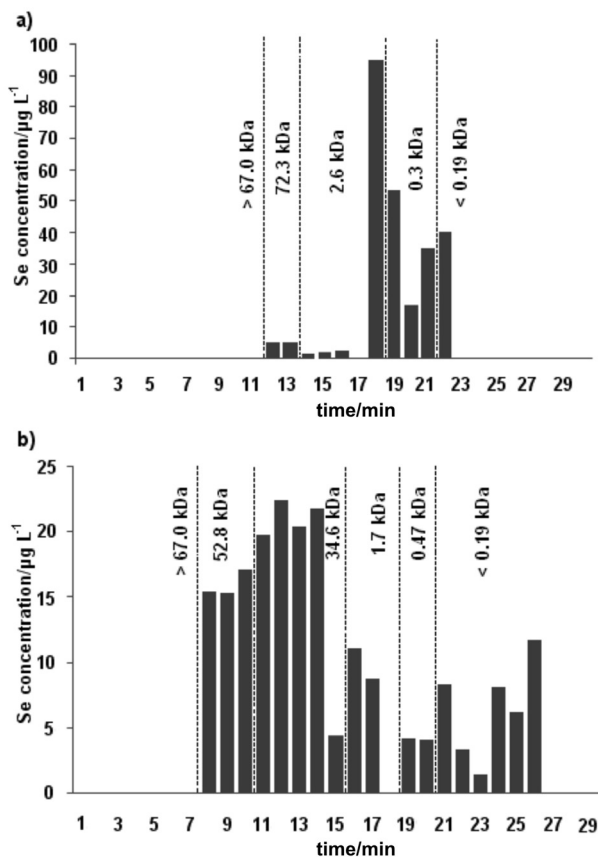 a)
Se concentration/µg L⁻¹
100
90
80
70
60
50
40
30
20
10
0
> 67.0 kDa
72.3 kDa
2.6 kDa
0.3 kDa
< 0.19 kDa
1 3 5 7 9 11 13 15 17 19 21 23 25 27 29
time/min
b)
Se concentration/µg L⁻¹
25
20
15
10
5
0
> 67.0 kDa
52.8 kDa
34.6 kDa
1.7 kDa
0.47 kDa
< 0.19 kDa
1 3 5 7 9 11 13 15 17 19 21 23 25 27 29
time/min